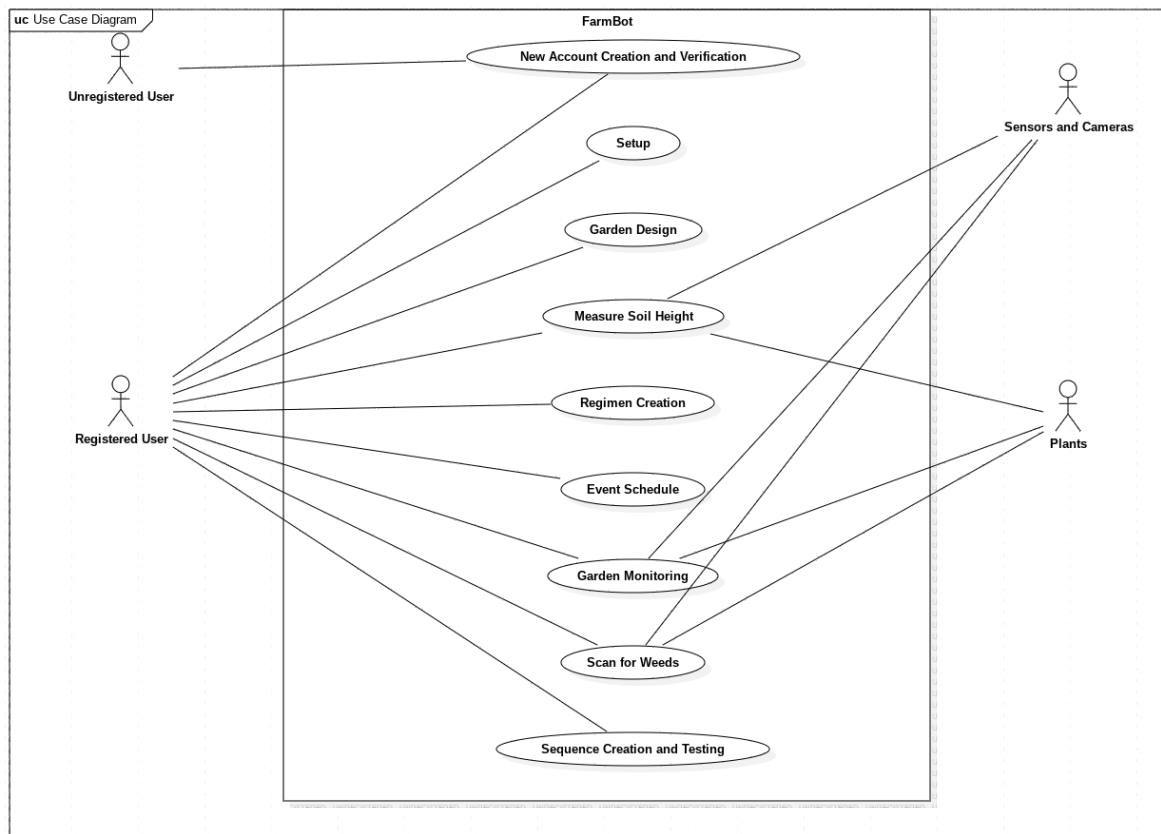 uc Use Case Diagram
FarmBot
New Account Creation and Verification
Unregistered User
Sensors and Cameras
Setup
Garden Design
Measure Soil Height
Regimen Creation
Registered User
Plants
Event Schedule
Garden Monitoring
Scan for Weeds
Sequence Creation and Testing